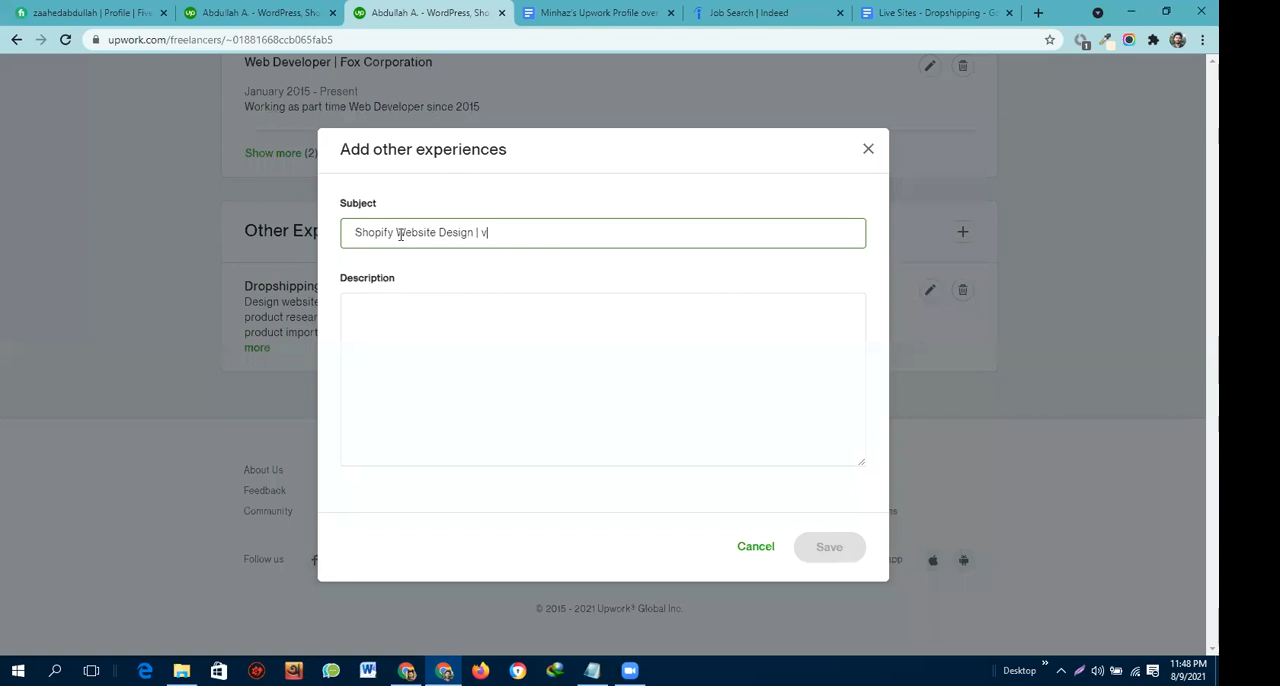 zaahedabdullah | Profile | Five
Abdullah A. - WordPress, Sho
Abdullah A. - WordPress, Sho
Minhaz's Upwork Profile over
Job Search | Indeed
Live Sites - Dropshipping - Go
upwork.com/freelancers/~01881668ccb065fab5
Web Developer | Fox Corporation
January 2015 - Present
Working as part time Web Developer since 2015
Show more (2)
Add other experiences
Subject
Shopify Website Design | v
Other Exp
Description
Dropshipping
Design website
product resear
product import
more
About Us
Feedback
Community
Cancel
Save
Follow us
app
© 2015 - 2021 Upwork® Global Inc.
Desktop
11:48 PM
8/9/2021